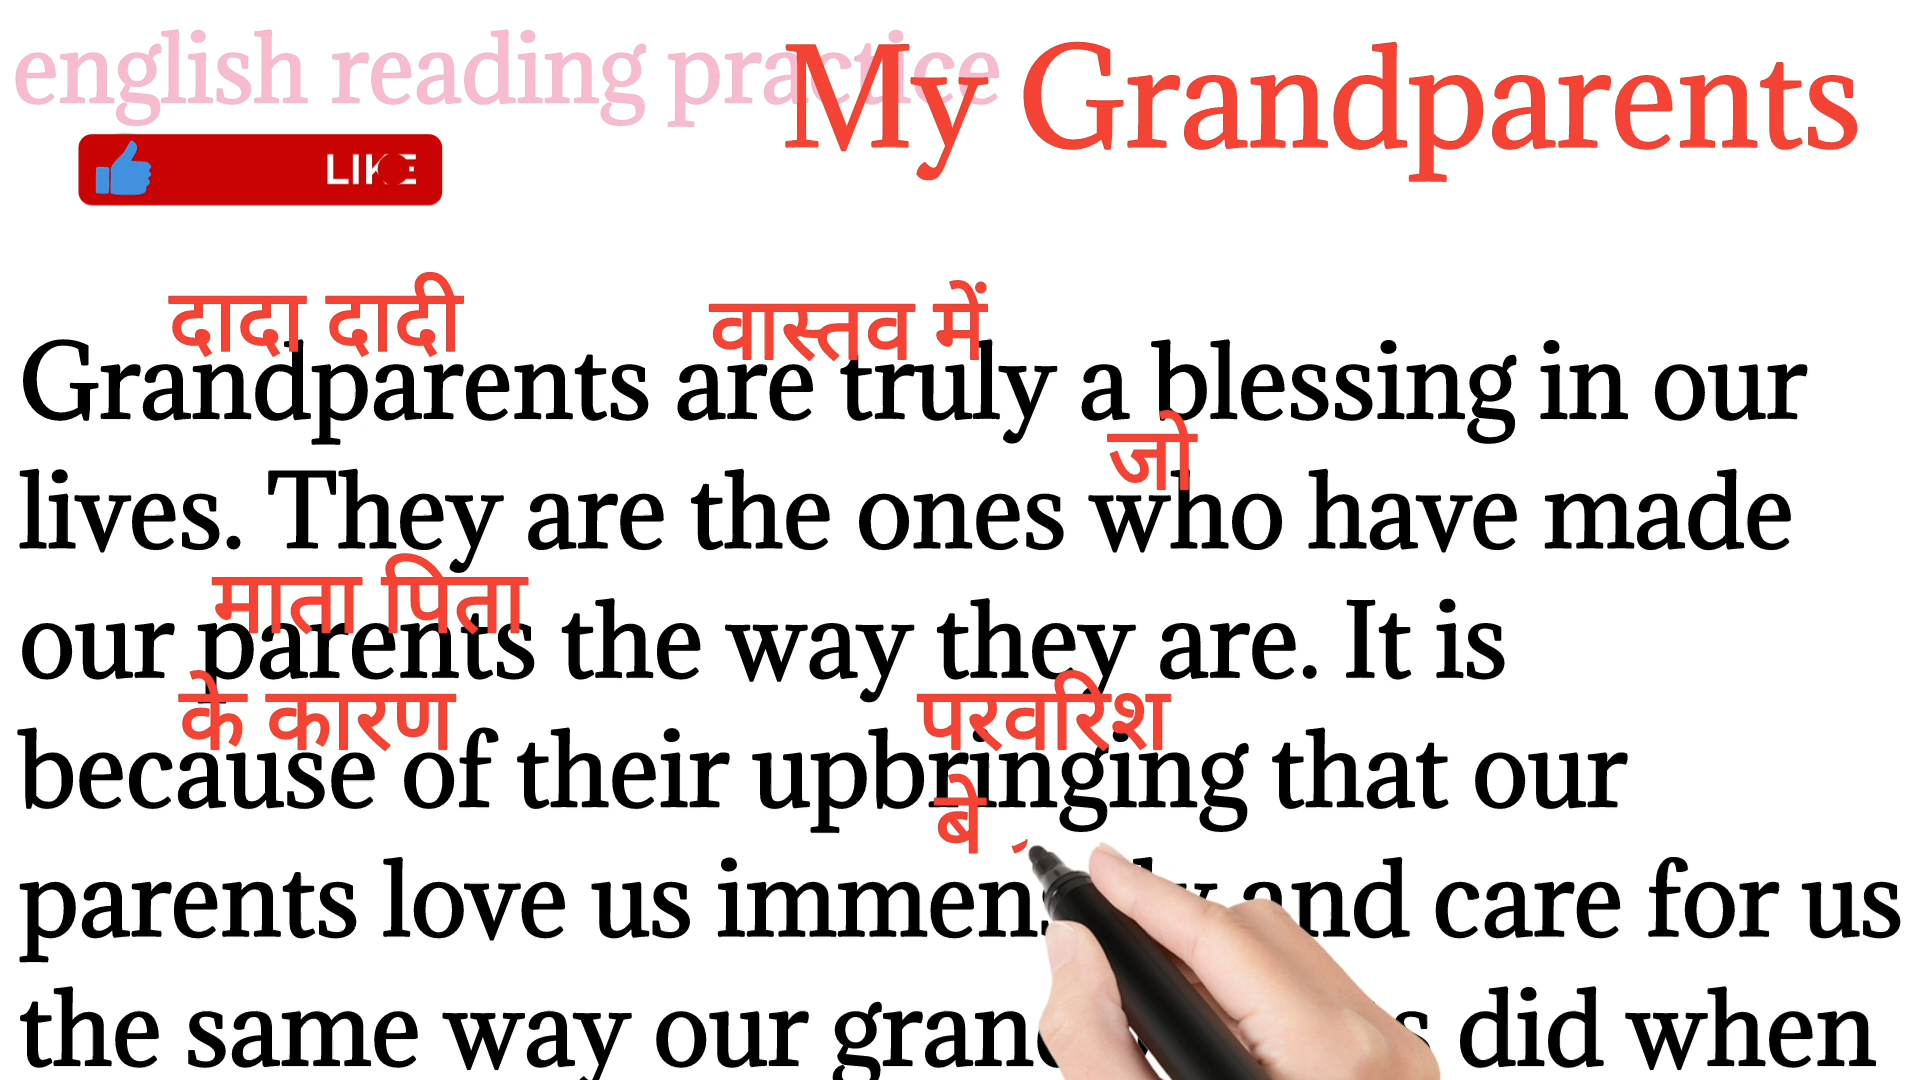 english reading practice
My Grandparents
LIKE
दादा दादी वास्तव में
Grandparents are truly a blessing in our
जो
lives. They are the ones who have made
माता पिता
our parents the way they are. It is
के कारण परवरिश
because of their upbringing that our
बे
parents love us and care for us
the same way our did when